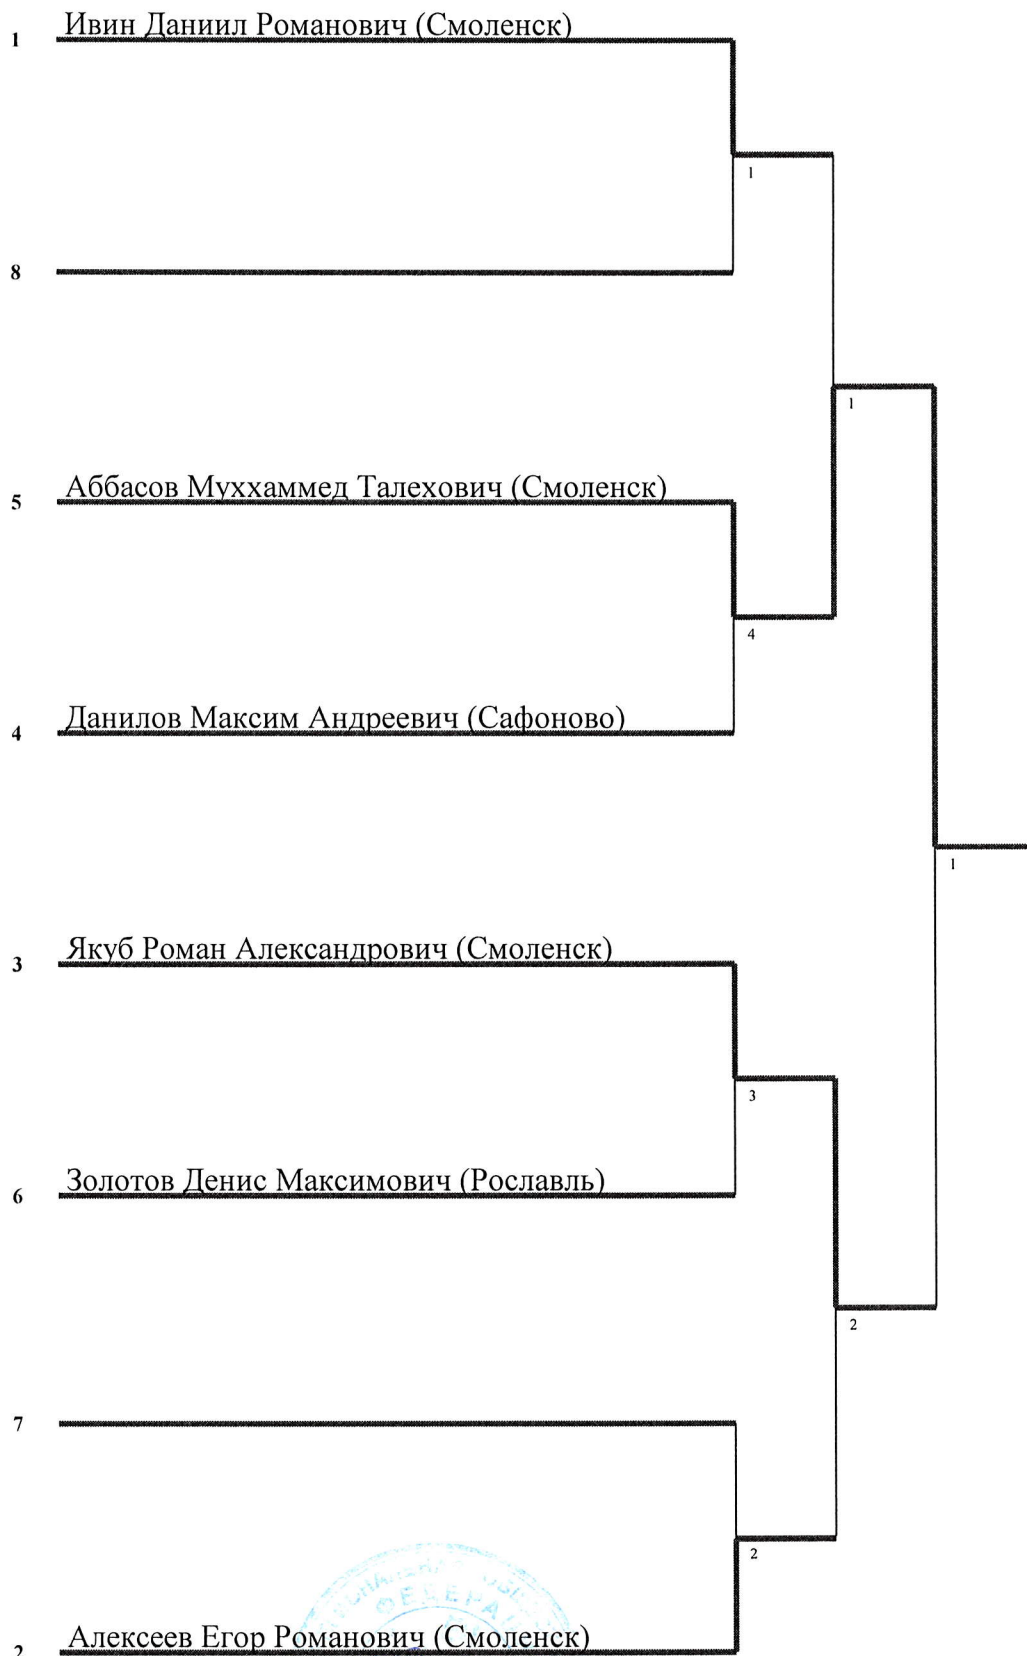 1 Ивин Даниил Романович (Смоленск)
1
8
1
5 Аббасов Муххаммед Талехович (Смоленск)
4
4 Данилов Максим Андреевич (Сафоново)
1
3 Якуб Роман Александрович (Смоленск)
3
6 Золотов Денис Максимович (Рославль)
2
7
2
2 Алексеев Егор Романович (Смоленск)